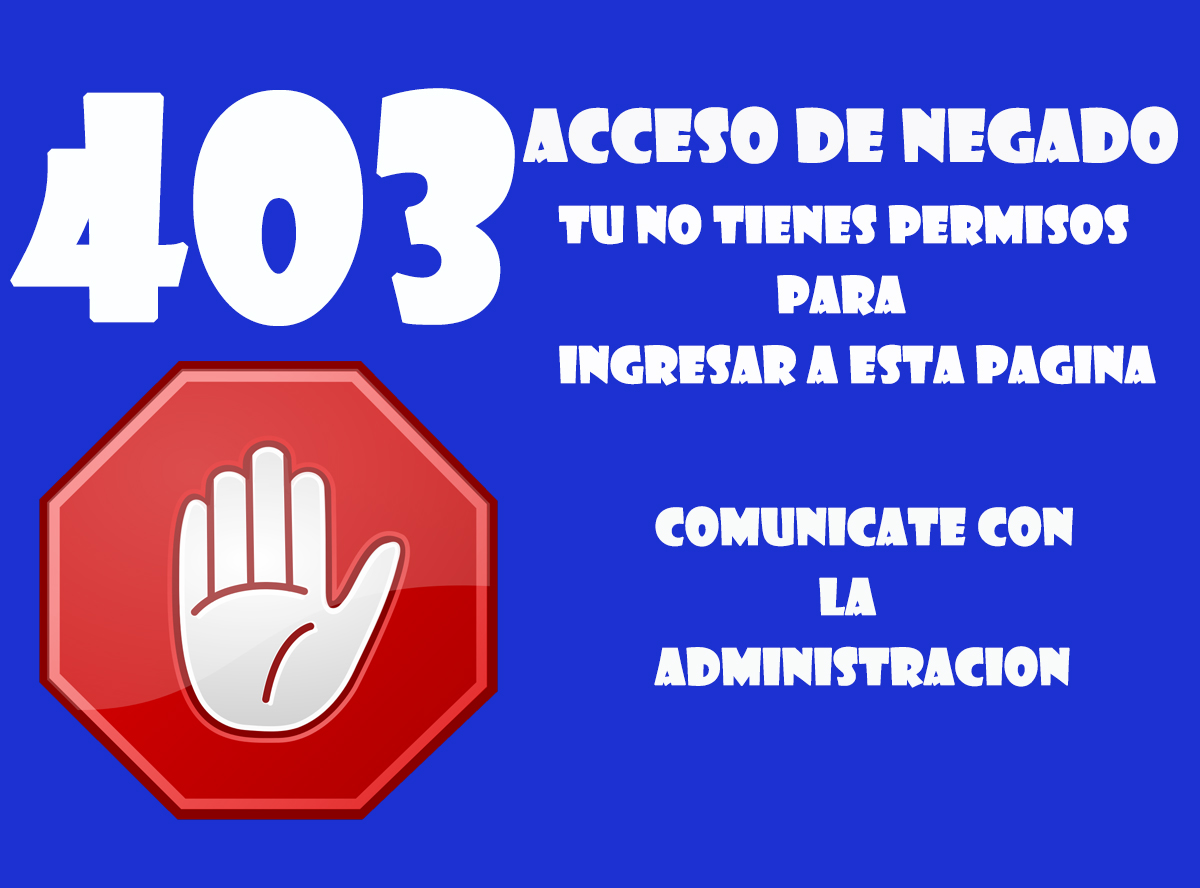 403
ACCESO DE NEGADO
TU NO TIENES PERMISOS
PARA
INGRESAR A ESTA PAGINA
COMUNICATE CON
LA
ADMINISTRACION